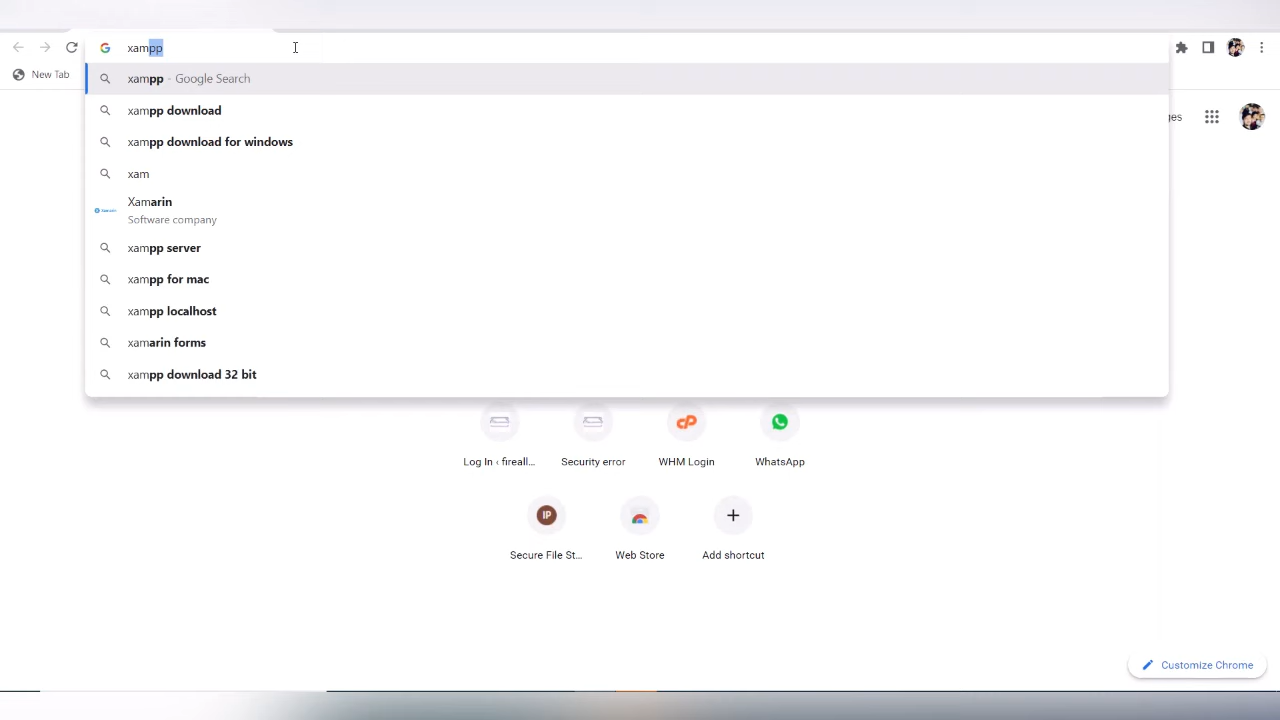 xampp
New Tab
xampp - Google Search
ges
xampp download
xampp download for windows
xam
Xamarin
Software company
xampp server
xampp for mac
xampp localhost
xamarin forms
xampp download 32 bit
Log In ‹ fireall...
Security error
WHM Login
WhatsApp
IP
Secure File St...
Web Store
Add shortcut
Customize Chrome